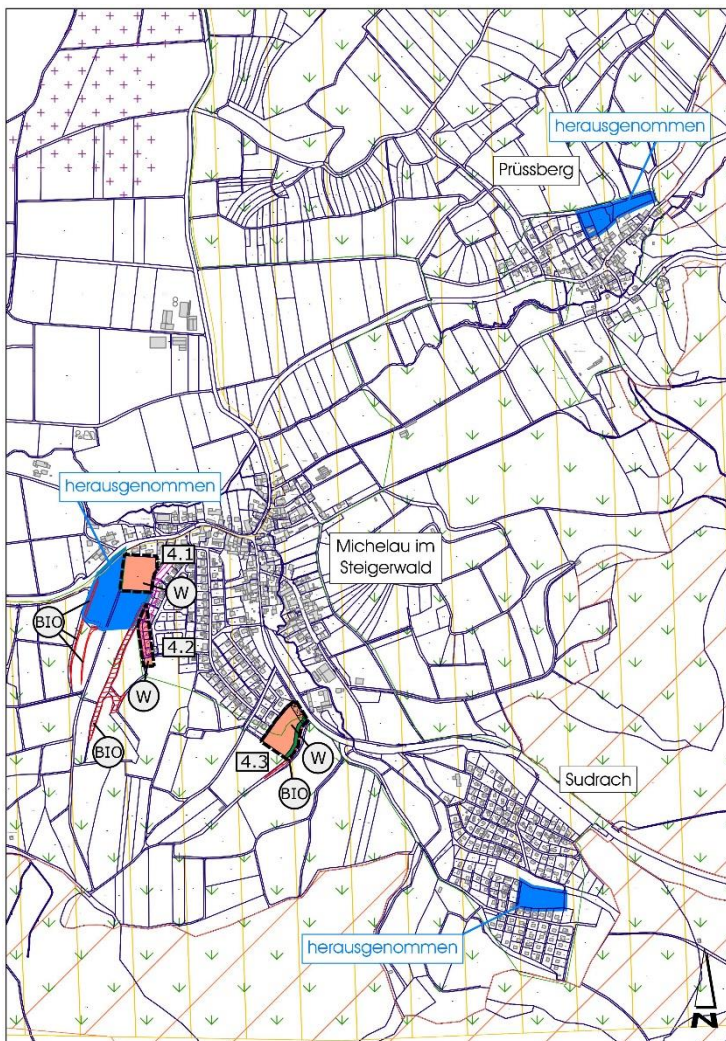 herausgenommen
Prüssberg
herausgenommen
Michelau im
Steigerwald
4.1
W
BIO
4.2
W
BIO
4.3
W
BIO
Sudrach
herausgenommen
N